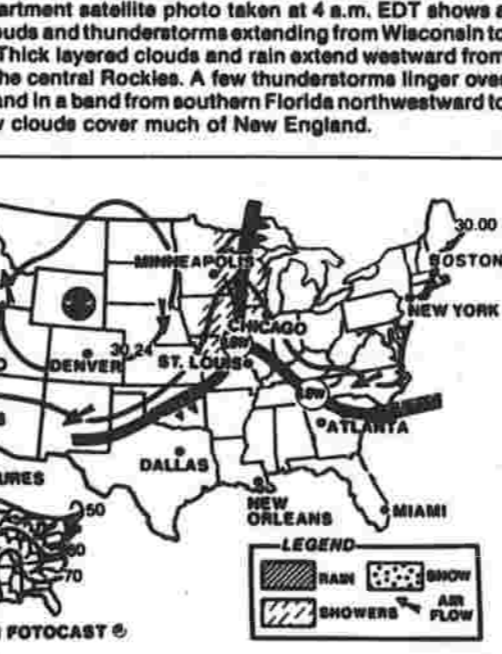 artment satellite photo taken at 4 a.m. EDT shows a
uds and thunderstorms extending from Wisconsin to
Thick layered clouds and rain extend westward from
he central Rockies. A few thunderstorms linger over
and in a band from southern Florida northwestward to
clouds cover much of New England.
30.00
MINNEAPOLIS
BOSTON
NEW YORK
CHICAGO
LOW
30.24
DENVER
ST. LOUIS
LOW
ATLANTA
DALLAS
URES
NEW
ORLEANS
MIAMI
50
60
70
LEGEND
RAIN
SNOW
SHOWERS
AIR
FLOW
FOTOCAST ©